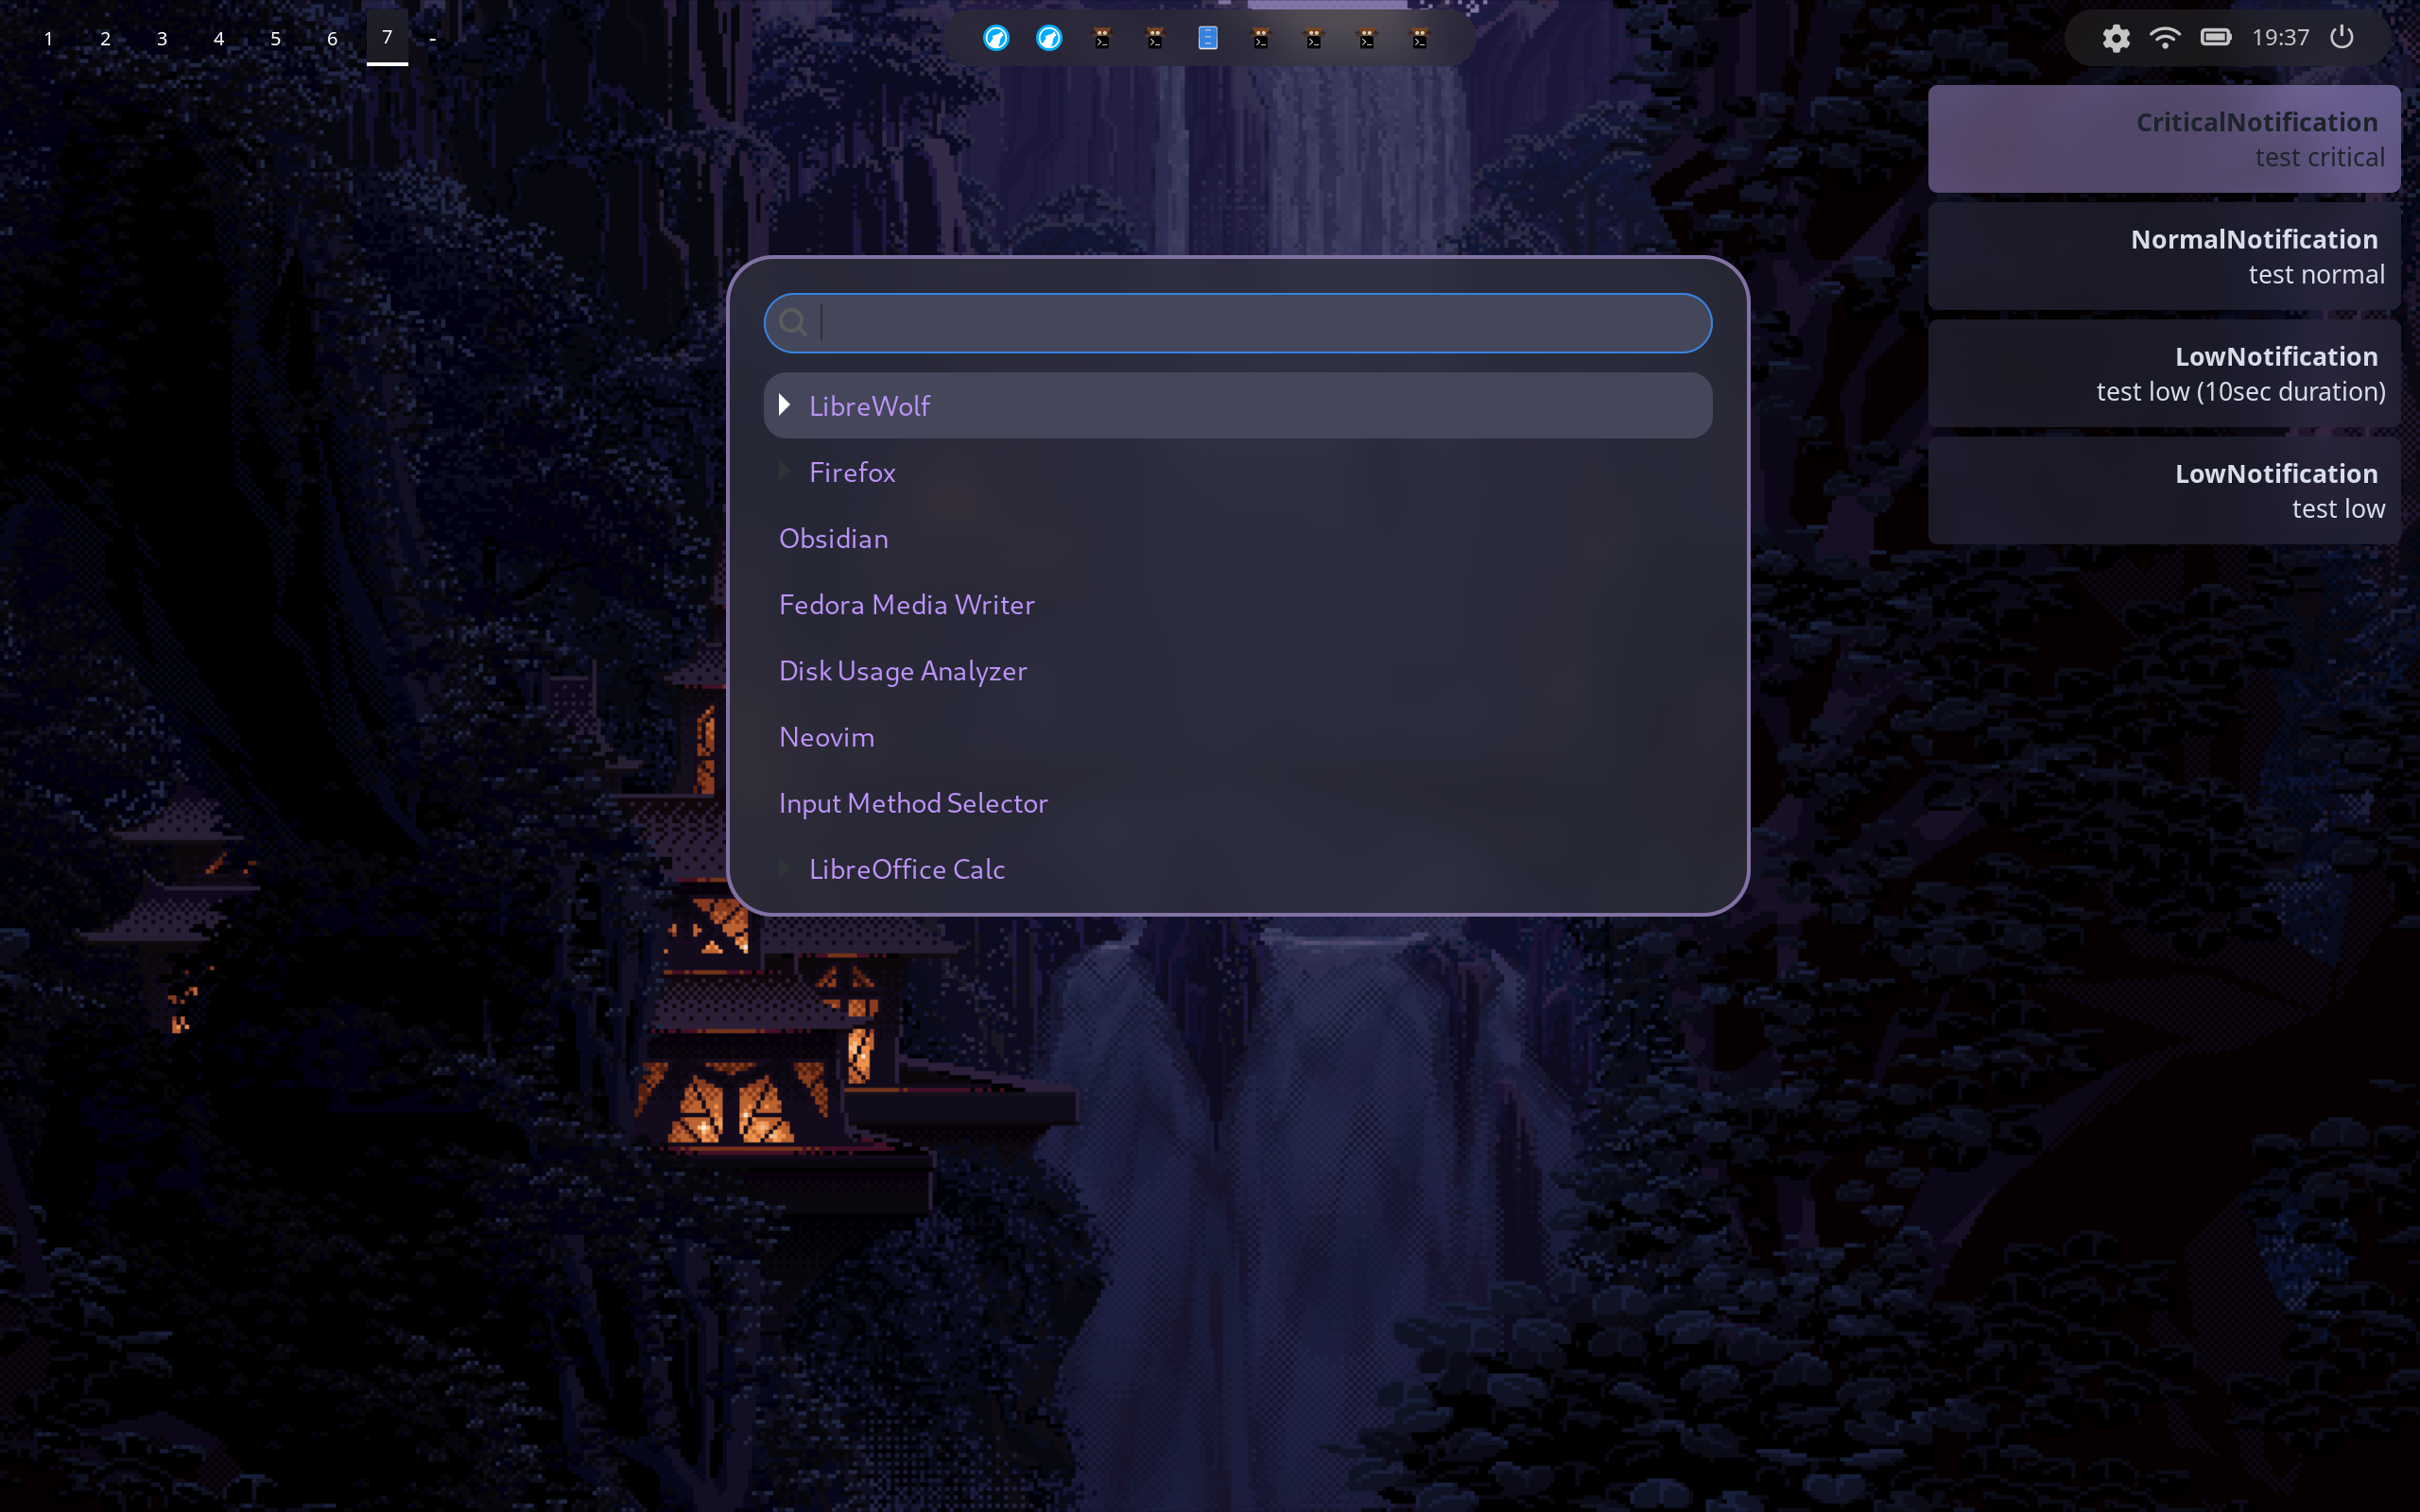 1 2 3 4 5 6 7 -
19:37
CriticalNotification
test critical
NormalNotification
test normal
LowNotification
test low (10sec duration)
LowNotification
test low
LibreWolf
Firefox
Obsidian
Fedora Media Writer
Disk Usage Analyzer
Neovim
Input Method Selector
LibreOffice Calc